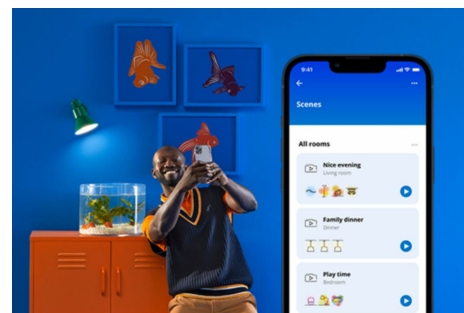 9:41
Scenes
All rooms
Nice evening
Living room
Family dinner
Dinner
Play time
Bedroom